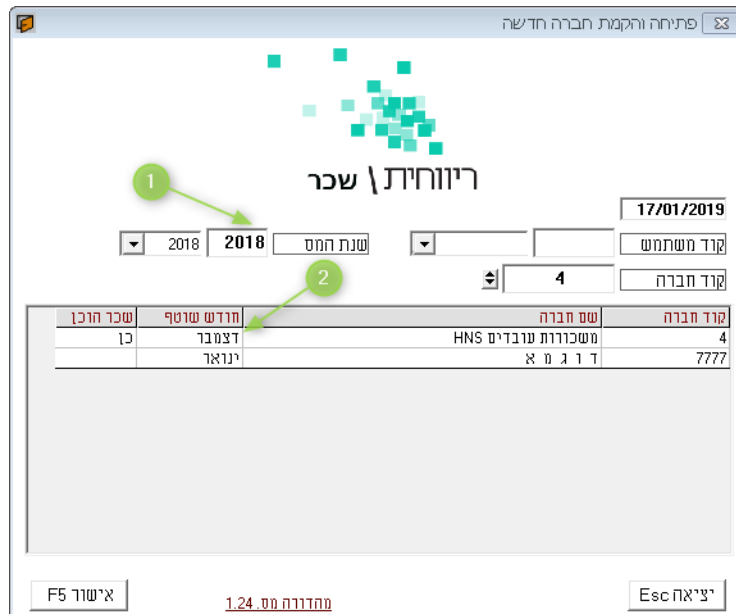 פתיחה והקמת חברה חדשה
ריווחית \ שכר
1
17/01/2019
קוד משתמש שנת המס 2018 2018
קוד חברה 4 2
קוד חברה שם חברה חודש שוטף שכר הוכן
4 משכורות עובדים HNS דצמבר כן
7777 ד ו ג מ א ינואר
יציאה Esc מהדורה מס. 1.24 אישור F5